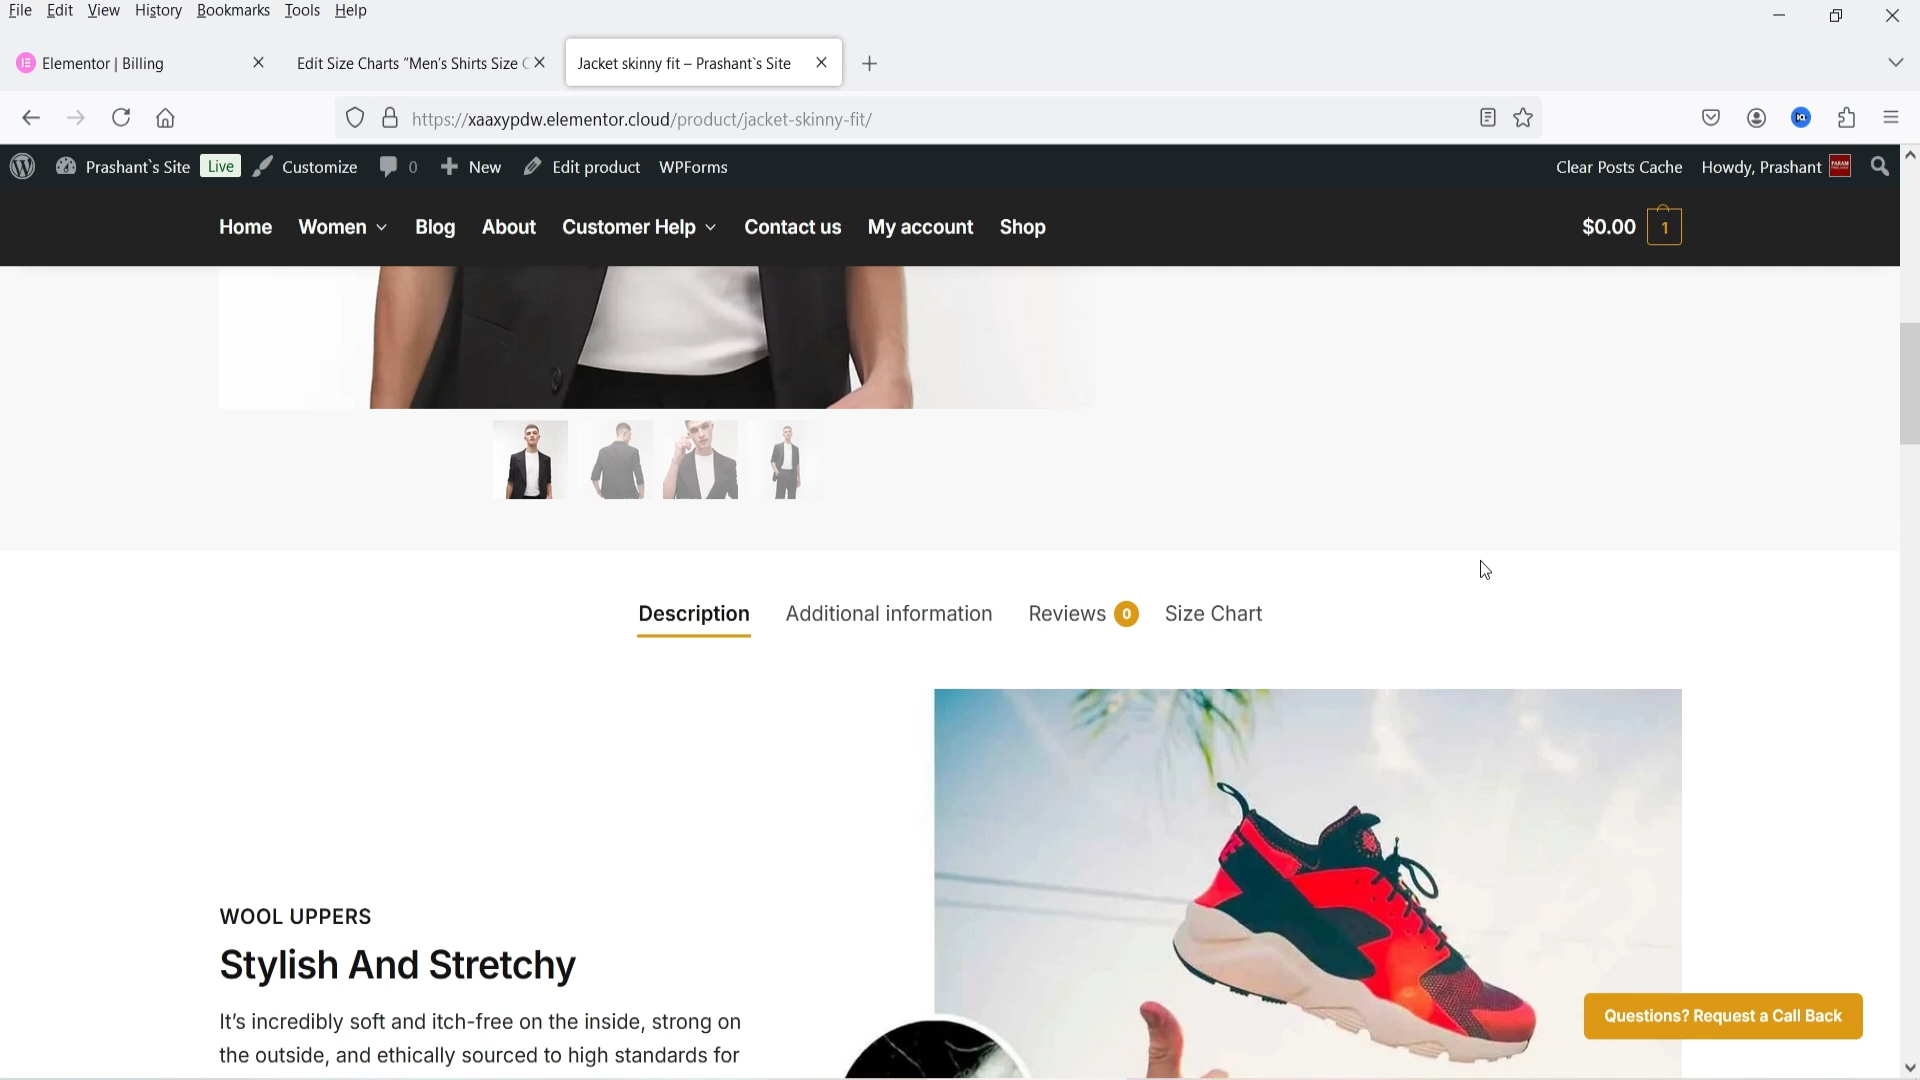 File Edit View History Bookmarks Tools Help
Elementor | Billing
Edit Size Charts “Men’s Shirts Size C
Jacket skinny fit – Prashant`s Site
https://xaaxypdw.elementor.cloud/product/jacket-skinny-fit/
Prashant`s Site Live Customize 0 New Edit product WPForms Clear Posts Cache Howdy, Prashant
Home Women Blog About Customer Help Contact us My account Shop $0.00 1
Description Additional information Reviews 0 Size Chart
WOOL UPPERS
Stylish And Stretchy
It’s incredibly soft and itch-free on the inside, strong on
the outside, and ethically sourced to high standards for
Questions? Request a Call Back